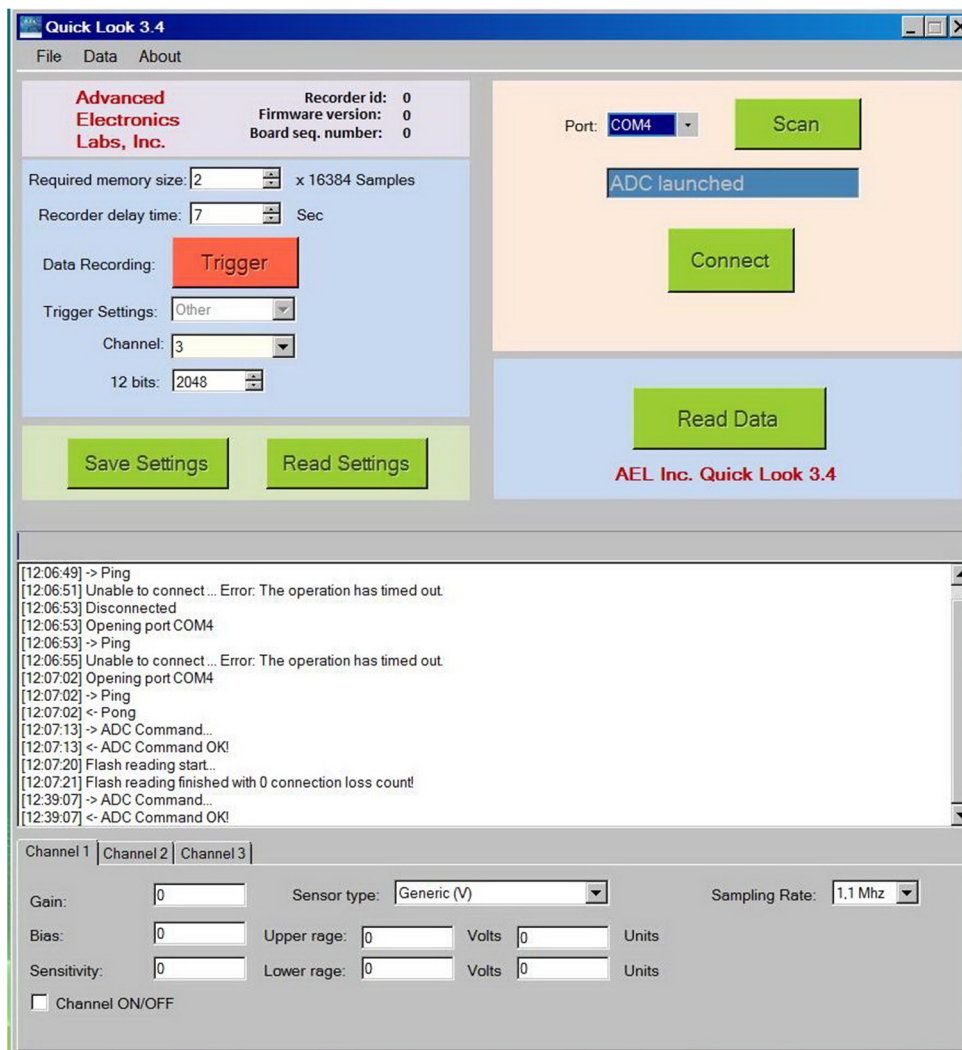 Quick Look 3.4
File Data About
Advanced
Electronics
Labs, Inc.
Recorder id: 0
Firmware version: 0
Board seq. number: 0
Required memory size: 2 x 16384 Samples
Recorder delay time: 7 Sec
Data Recording: Trigger
Trigger Settings: Other
Channel: 3
12 bits: 2048
Save Settings Read Settings
Port: COM4 Scan
ADC launched
Connect
Read Data
AEL Inc. Quick Look 3.4
[12:06:49] -> Ping
[12:06:51] Unable to connect ... Error: The operation has timed out.
[12:06:53] Disconnected
[12:06:53] Opening port COM4
[12:06:53] -> Ping
[12:06:55] Unable to connect ... Error: The operation has timed out.
[12:07:02] Opening port COM4
[12:07:02] -> Ping
[12:07:02] <- Pong
[12:07:13] -> ADC Command...
[12:07:13] <- ADC Command OK!
[12:07:20] Flash reading start...
[12:07:21] Flash reading finished with 0 connection loss count!
[12:39:07] -> ADC Command...
[12:39:07] <- ADC Command OK!
Channel 1 Channel 2 Channel 3
Gain: 0 Sensor type: Generic (V) Sampling Rate: 1,1 Mhz
Bias: 0 Upper rage: 0 Volts 0 Units
Sensitivity: 0 Lower rage: 0 Volts 0 Units
Channel ON/OFF